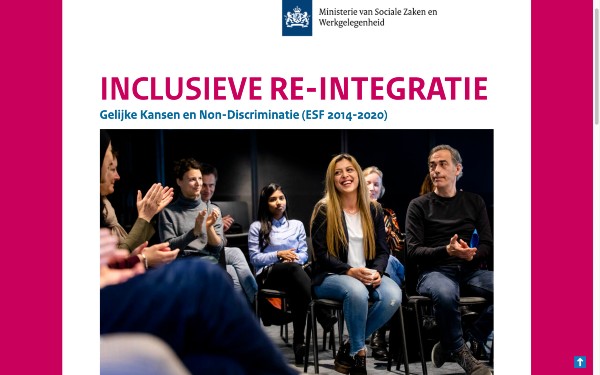 Ministerie van Sociale Zaken en
Werkgelegenheid
INCLUSIEVE RE-INTEGRATIE
Gelijke Kansen en Non-Discriminatie (ESF 2014-2020)